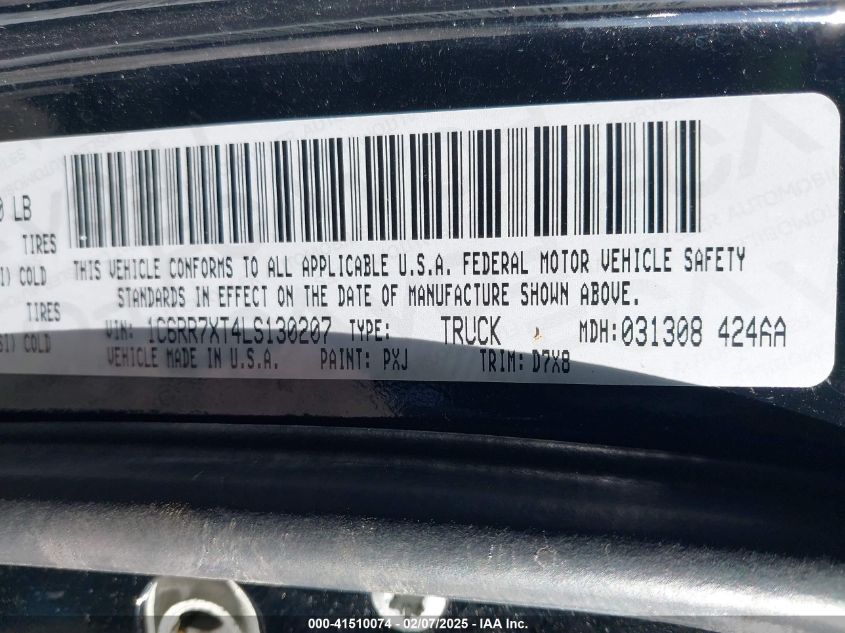 0 LB
TIRES
COLD
TIRES
COLD
THIS VEHICLE CONFORMS TO ALL APPLICABLE U.S.A. FEDERAL MOTOR VEHICLE SAFETY
STANDARDS IN EFFECT ON THE DATE OF MANUFACTURE SHOWN ABOVE.
VIN: 1C6RR7XT4LS130207 TYPE: TRUCK MDH:031308 424AA
VEHICLE MADE IN U.S.A. PAINT: PXJ TRIM: D7X8
000-41510074 - 02/07/2025 - IAA Inc.